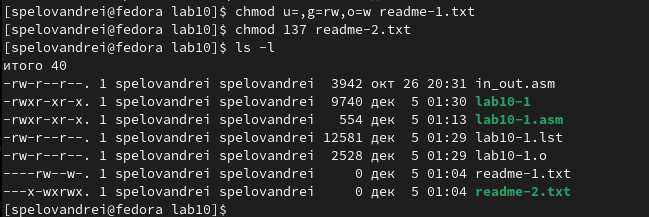 [spelovandrei@fedora lab10]$ chmod u=,g=rw,o=w readme-1.txt
[spelovandrei@fedora lab10]$ chmod 137 readme-2.txt
[spelovandrei@fedora lab10]$ ls -l
итого 40
-rw-r--r--. 1 spelovandrei spelovandrei  3942 окт 26 20:31 in_out.asm
-rwxr-xr-x. 1 spelovandrei spelovandrei  9740 дек  5 01:30 lab10-1
-rwxr-xr-x. 1 spelovandrei spelovandrei   554 дек  5 01:13 lab10-1.asm
-rw-r--r--. 1 spelovandrei spelovandrei 12581 дек  5 01:29 lab10-1.lst
-rw-r--r--. 1 spelovandrei spelovandrei  2528 дек  5 01:29 lab10-1.o
----rw--w-. 1 spelovandrei spelovandrei     0 дек  5 01:04 readme-1.txt
---x-wxrwx. 1 spelovandrei spelovandrei     0 дек  5 01:04 readme-2.txt
[spelovandrei@fedora lab10]$